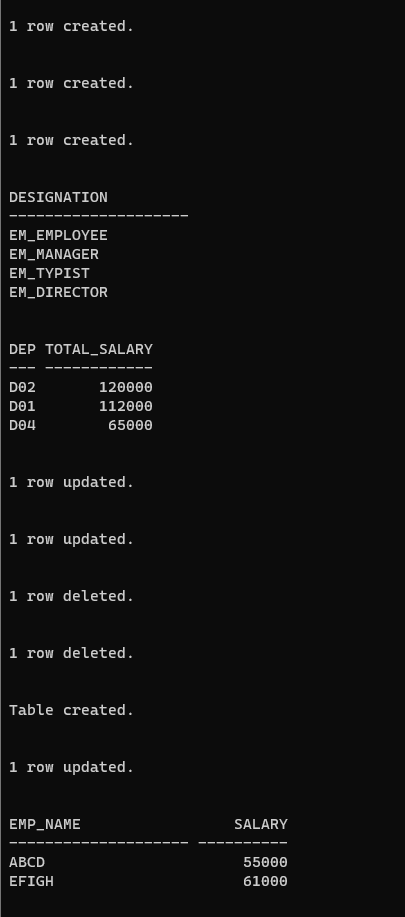 1 row created.
1 row created.
1 row created.
DESIGNATION
--------------------
EM_EMPLOYEE
EM_MANAGER
EM_TYPIST
EM_DIRECTOR
DEP TOTAL_SALARY
--- ------------
D02       120000
D01       112000
D04        65000
1 row updated.
1 row updated.
1 row deleted.
1 row deleted.
Table created.
1 row updated.
EMP_NAME                 SALARY
-------------------- ----------
ABCD                      55000
EFIGH                     61000